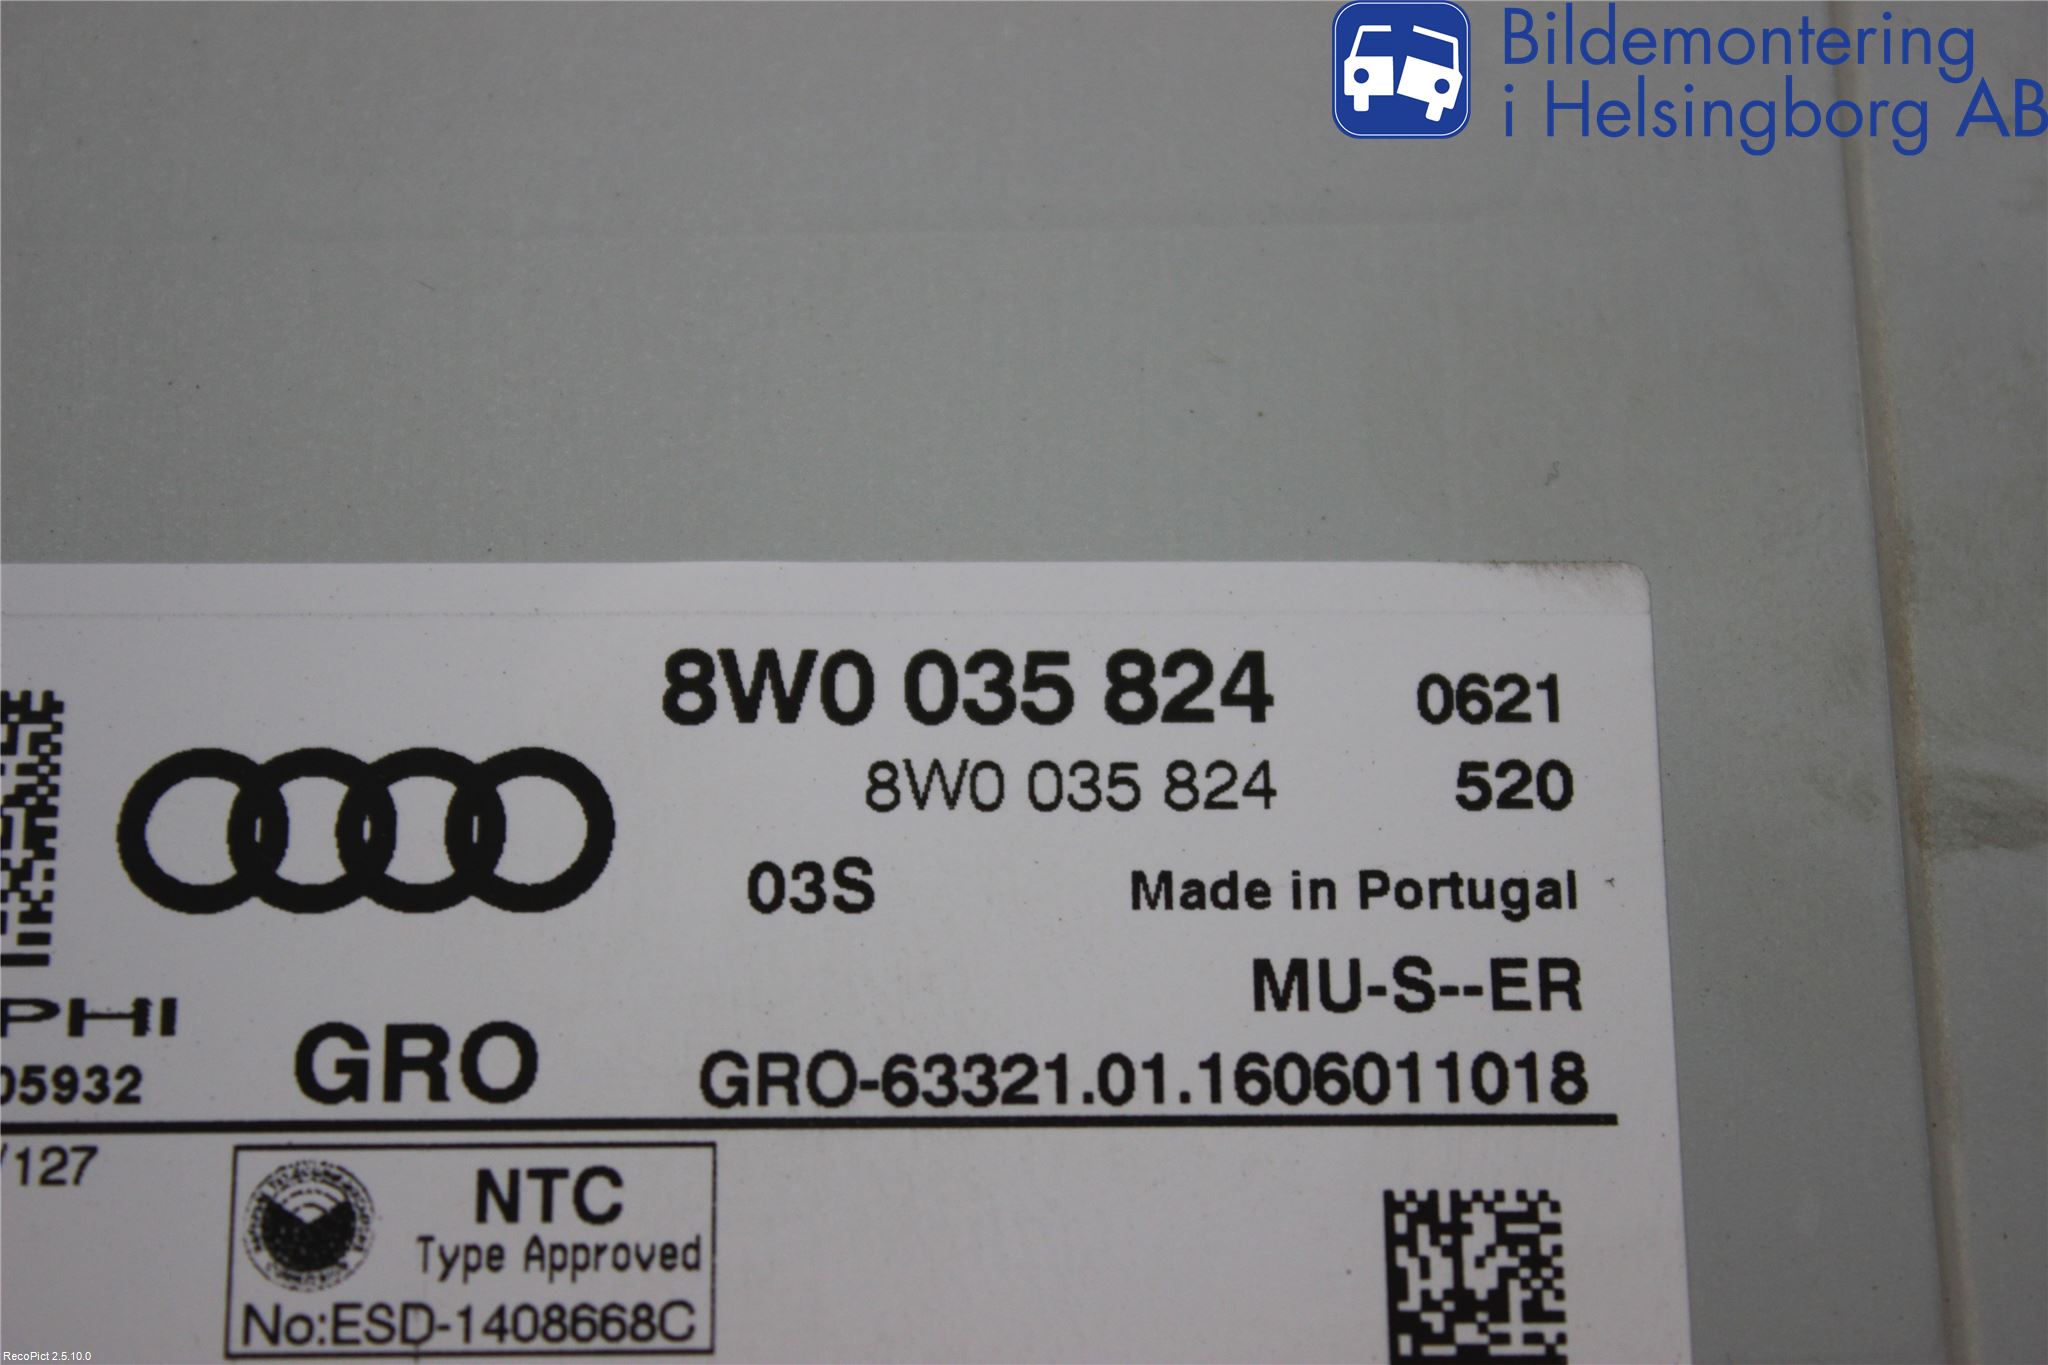 Bildemontering
i Helsingborg AB
8W0 035 824 0621
8W0 035 824 520
03S Made in Portugal
MU-S--ER
PHI
GRO GRO-63321.01.1606011018
05932
/127
NTC
Type Approved
No:ESD-1408668C
RecoPict 2.5.10.0